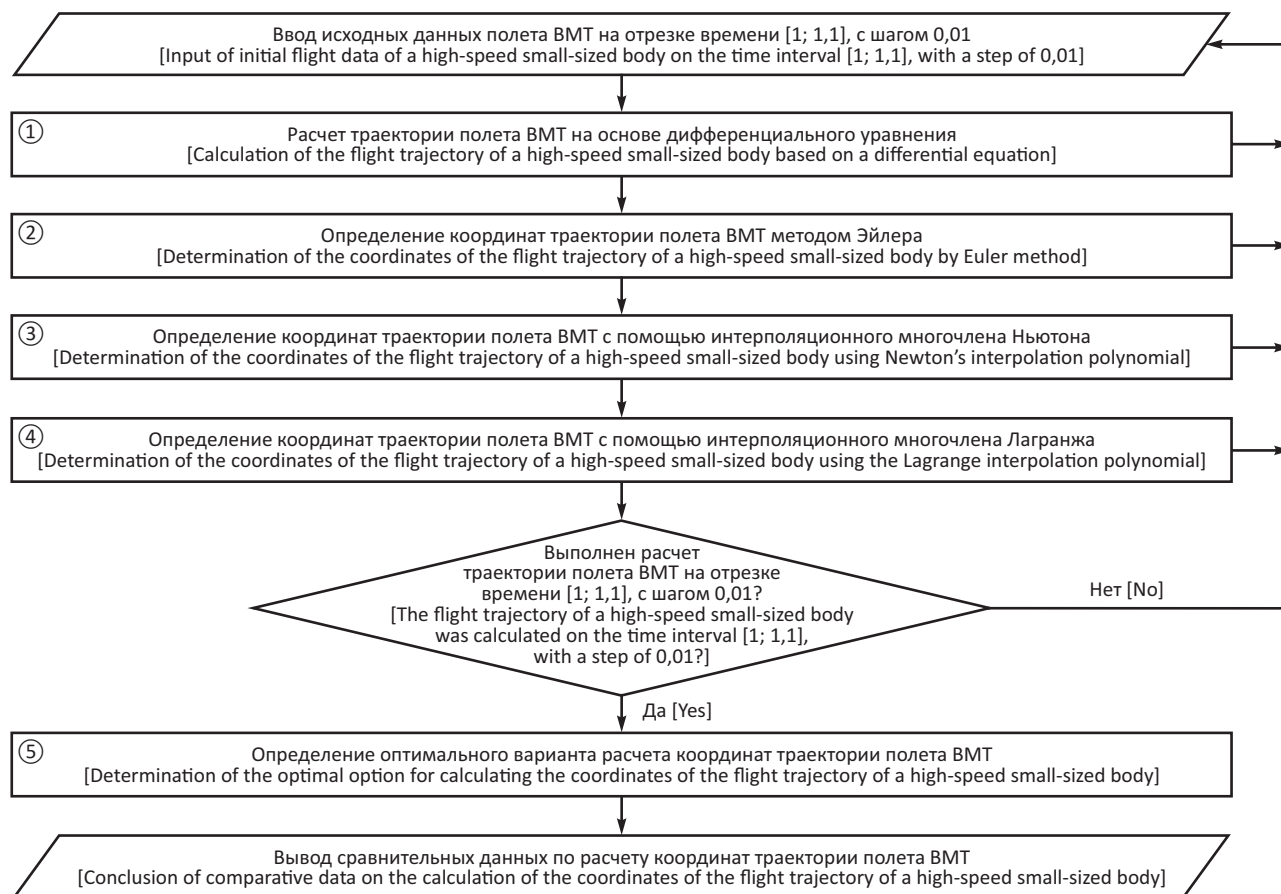 Ввод исходных данных полета ВМТ на отрезке времени [1; 1,1], с шагом 0,01
[Input of initial flight data of a high-speed small-sized body on the time interval [1; 1,1], with a step of 0,01]
①
Расчет траектории полета ВМТ на основе дифференциального уравнения
[Calculation of the flight trajectory of a high-speed small-sized body based on a differential equation]
②
Определение координат траектории полета ВМТ методом Эйлера
[Determination of the coordinates of the flight trajectory of a high-speed small-sized body by Euler method]
③
Определение координат траектории полета ВМТ с помощью интерполяционного многочлена Ньютона
[Determination of the coordinates of the flight trajectory of a high-speed small-sized body using Newton’s interpolation polynomial]
④
Определение координат траектории полета ВМТ с помощью интерполяционного многочлена Лагранжа
[Determination of the coordinates of the flight trajectory of a high-speed small-sized body using the Lagrange interpolation polynomial]
Выполнен расчет
траектории полета ВМТ на отрезке
времени [1; 1,1], с шагом 0,01?
[The flight trajectory of a high-speed small-sized body
was calculated on the time interval [1; 1,1],
with a step of 0,01?]
Нет [No]
Да [Yes]
⑤
Определение оптимального варианта расчета координат траектории полета ВМТ
[Determination of the optimal option for calculating the coordinates of the flight trajectory of a high-speed small-sized body]
Вывод сравнительных данных по расчету координат траектории полета ВМТ
[Conclusion of comparative data on the calculation of the coordinates of the flight trajectory of a high-speed small-sized body]